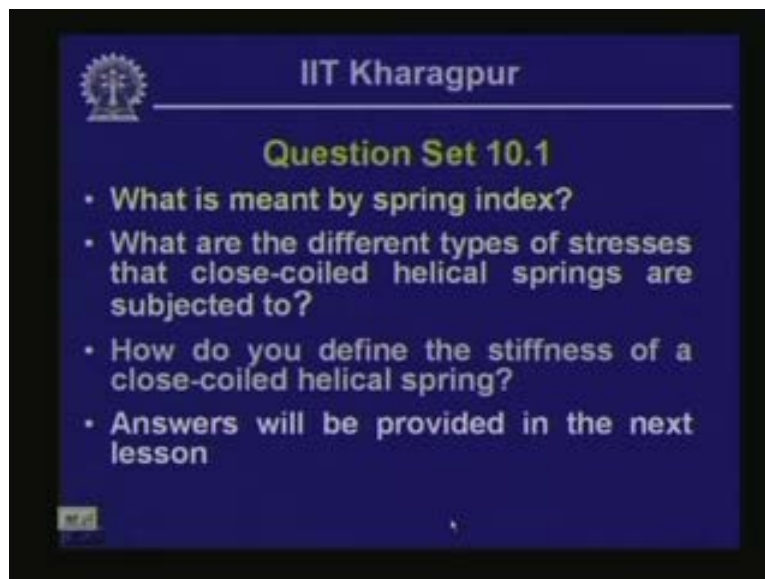 IIT Kharagpur
Question Set 10.1
• What is meant by spring index?
• What are the different types of stresses
that close-coiled helical springs are
subjected to?
• How do you define the stiffness of a
close-coiled helical spring?
• Answers will be provided in the next
lesson